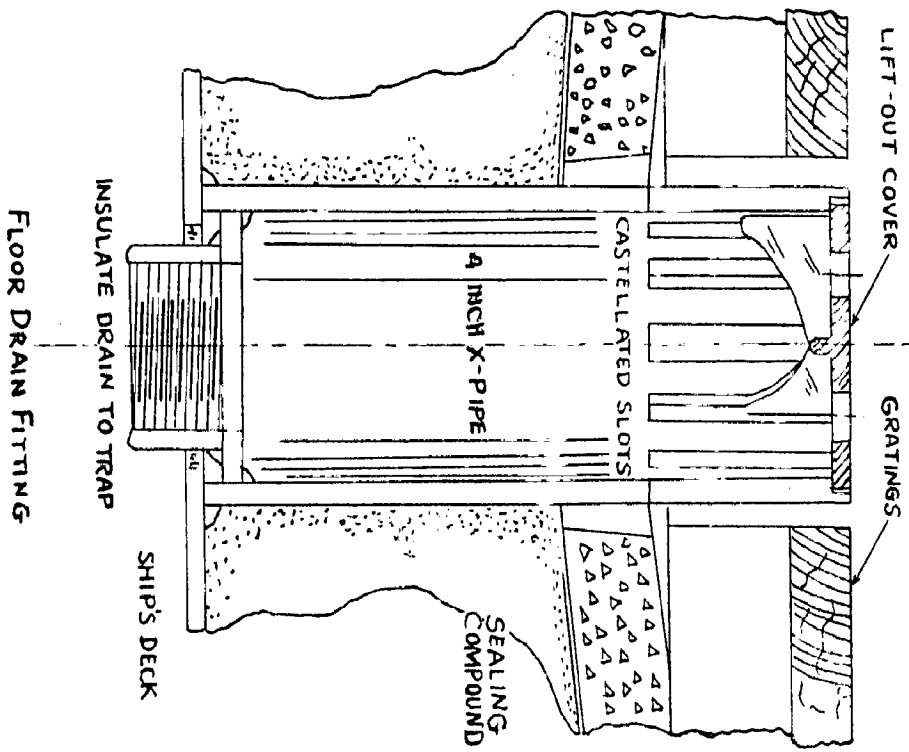 LIFT-OUT COVER
GRATINGS
CASTELLATED SLOTS
4 INCH X-PIPE
SEALING
COMPOUND
SHIP'S DECK
INSULATE DRAIN TO TRAP
FLOOR DRAIN FITTING